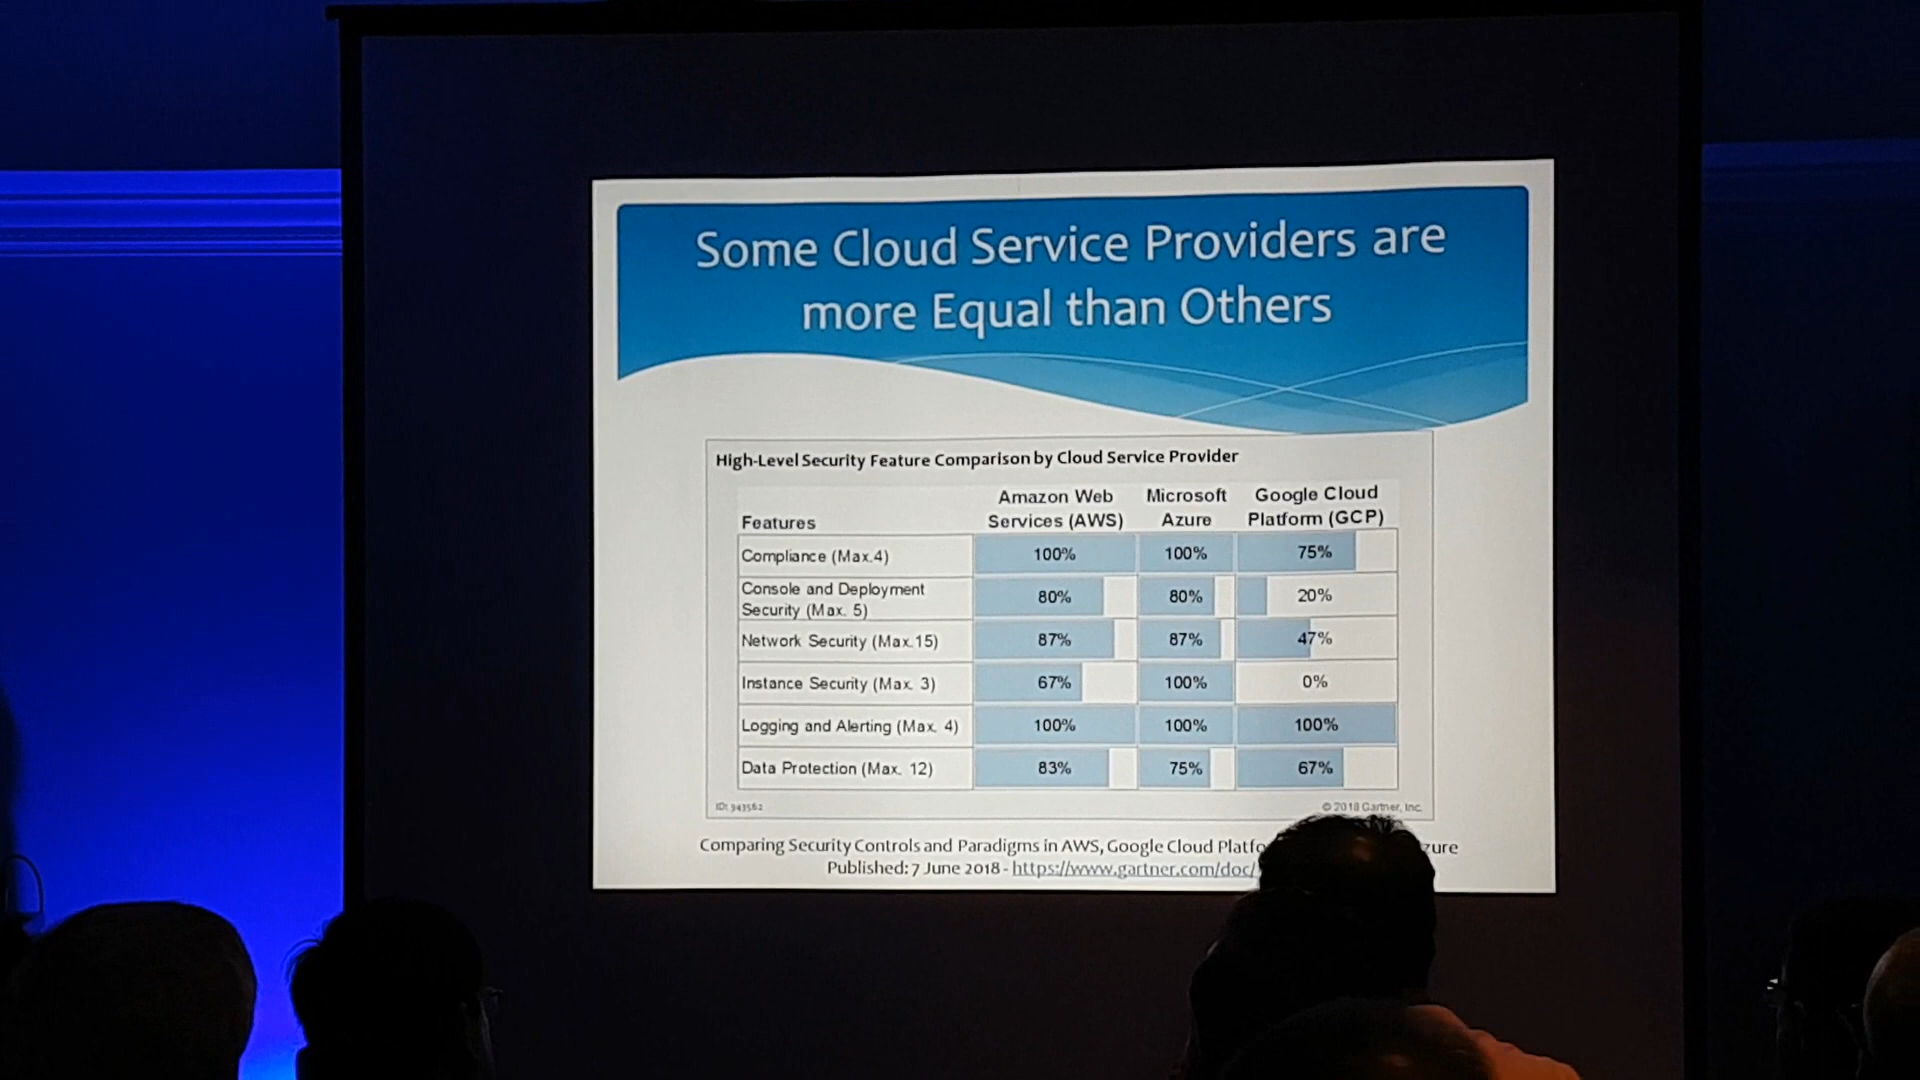 Some Cloud Service Providers are
more Equal than Others
High-Level Security Feature Comparison by Cloud Service Provider
Features Amazon Web Services (AWS) Microsoft Azure Google Cloud Platform (GCP)
Compliance (Max.4) 100% 100% 75%
Console and Deployment Security (Max. 5) 80% 80% 20%
Network Security (Max.15) 87% 87% 47%
Instance Security (Max. 3) 67% 100% 0%
Logging and Alerting (Max. 4) 100% 100% 100%
Data Protection (Max. 12) 83% 75% 67%
ID: 343562 © 2018 Gartner, Inc.
Comparing Security Controls and Paradigms in AWS, Google Cloud
Published: 7 June 2018 - https://www.gartner.com/doc/